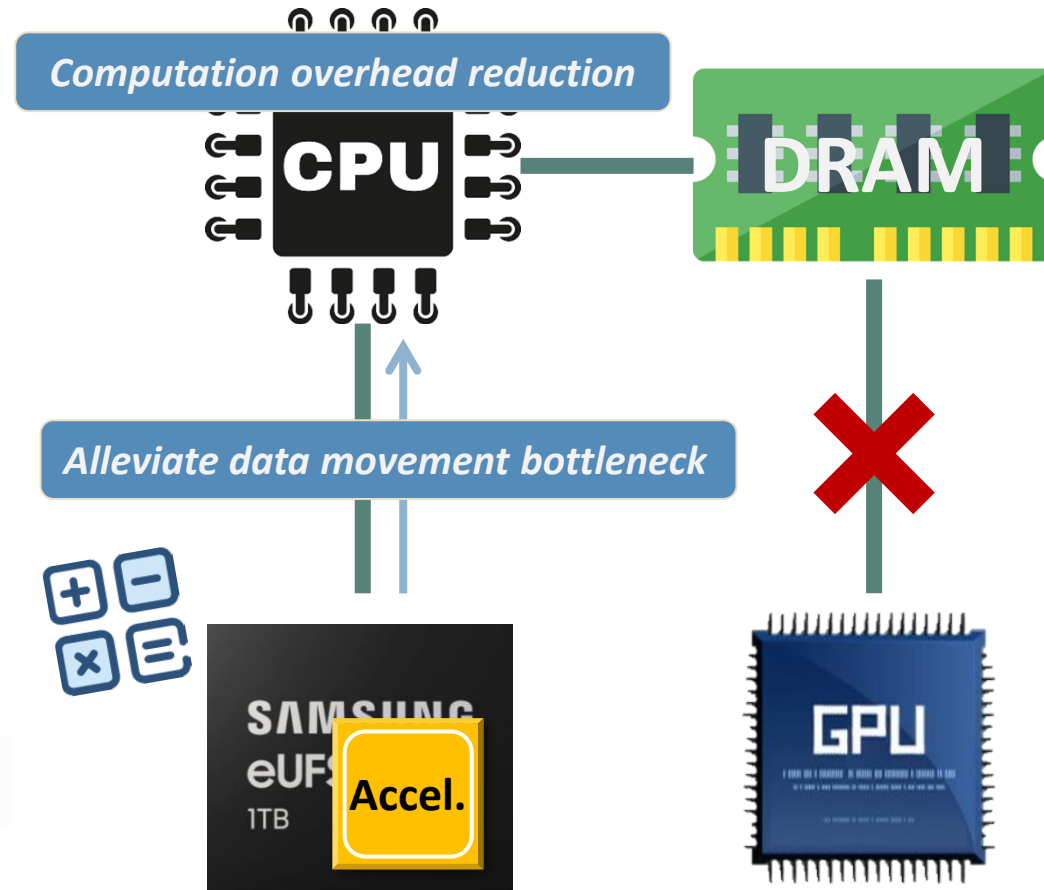 Computation overhead reduction
CPU
DRAM
Alleviate data movement bottleneck
SAMSUNG
eUFS
1TB
Accel.
GPU